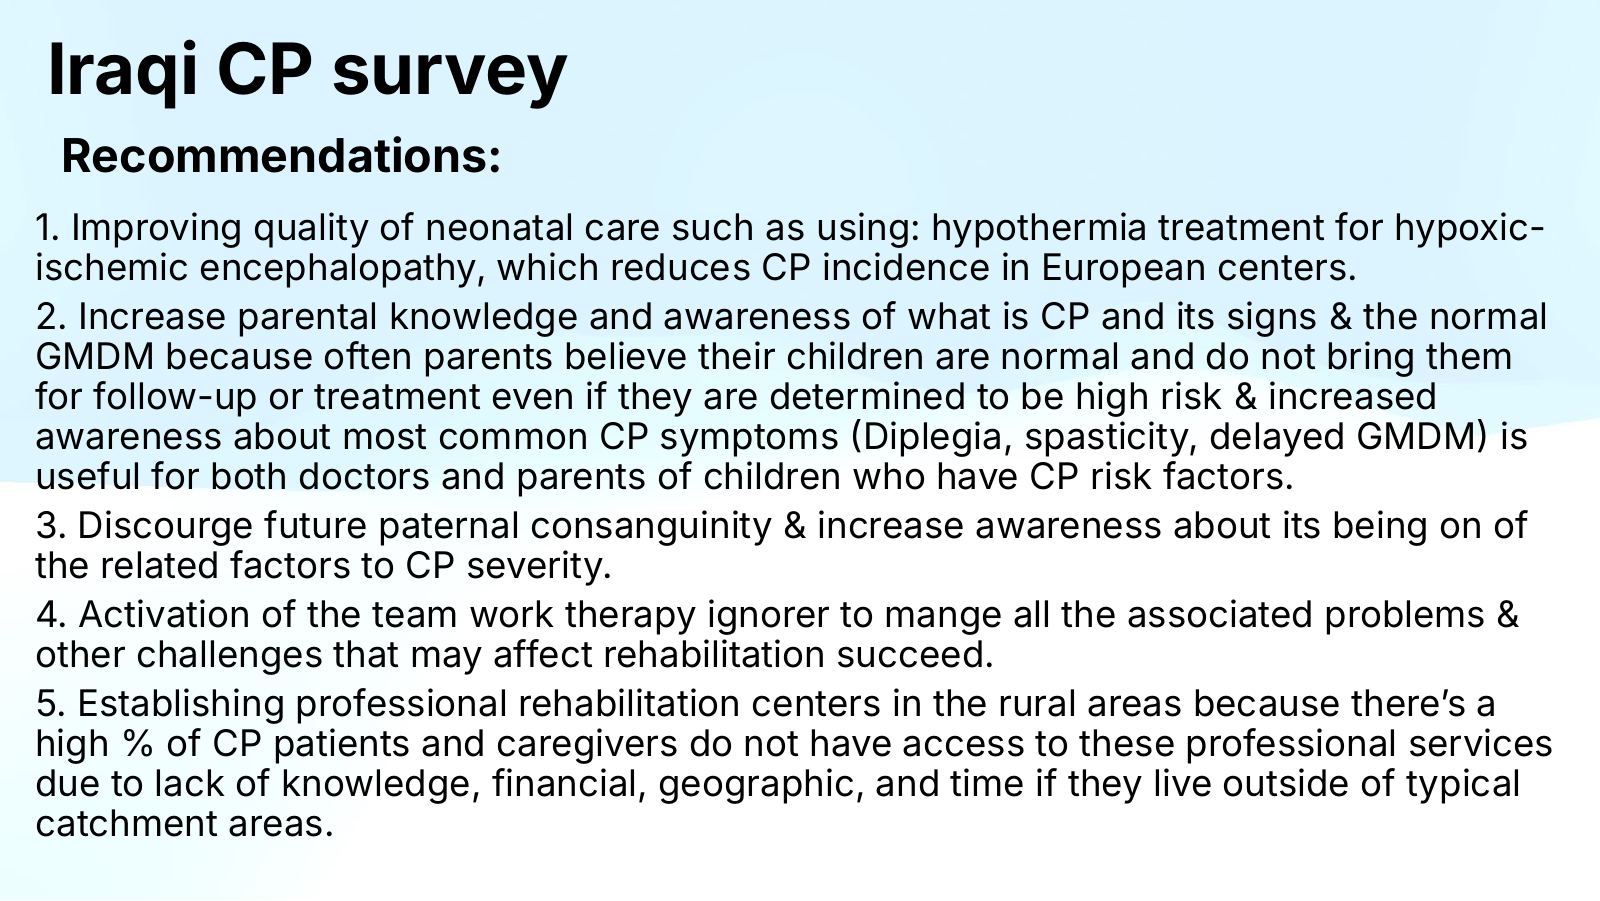 Iraqi CP survey
Recommendations:
1. Improving quality of neonatal care such as using: hypothermia treatment for hypoxic-
ischemic encephalopathy, which reduces CP incidence in European centers.
2. Increase parental knowledge and awareness of what is CP and its signs & the normal
GMDM because often parents believe their children are normal and do not bring them
for follow-up or treatment even if they are determined to be high risk & increased
awareness about most common CP symptoms (Diplegia, spasticity, delayed GMDM) is
useful for both doctors and parents of children who have CP risk factors.
3. Discourge future paternal consanguinity & increase awareness about its being on of
the related factors to CP severity.
4. Activation of the team work therapy ignorer to mange all the associated problems &
other challenges that may affect rehabilitation succeed.
5. Establishing professional rehabilitation centers in the rural areas because there’s a
high % of CP patients and caregivers do not have access to these professional services
due to lack of knowledge, financial, geographic, and time if they live outside of typical
catchment areas.